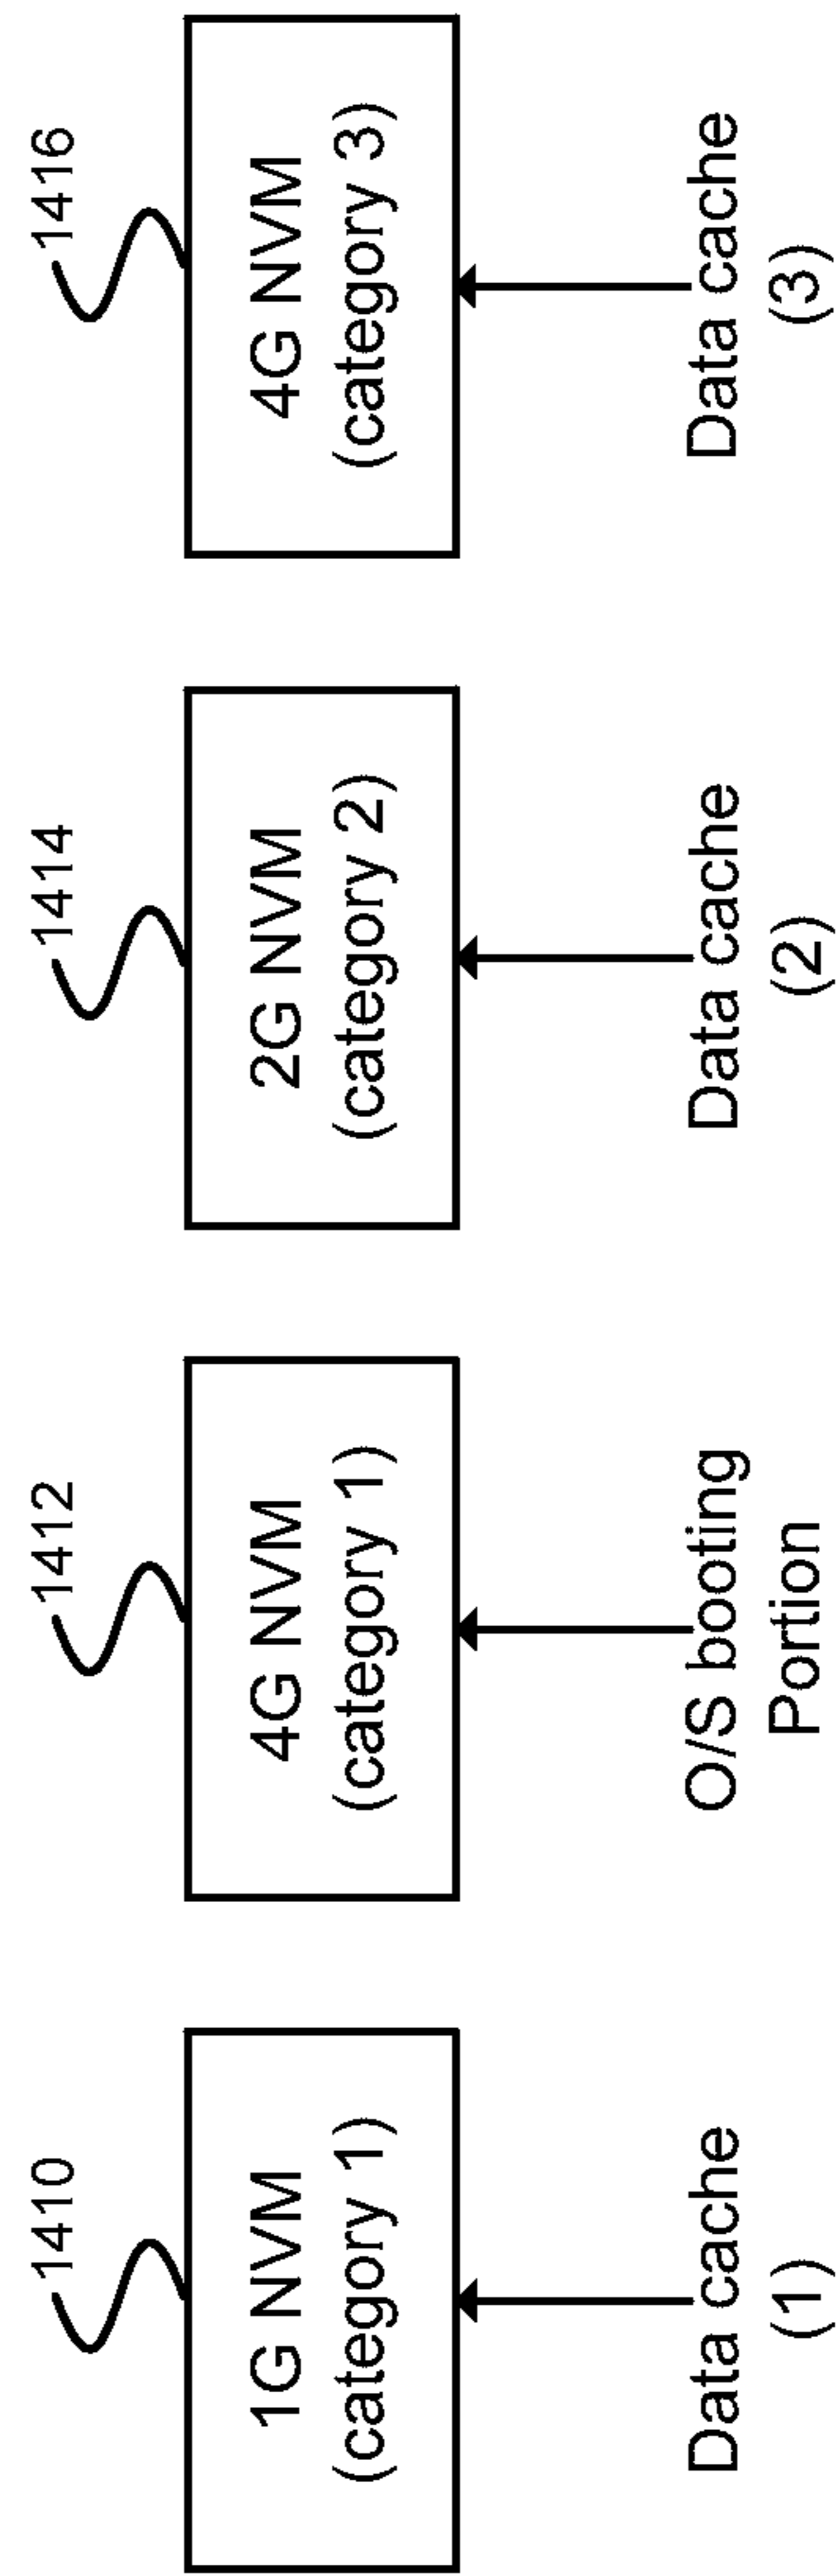 1410
1G NVM
(category 1)
Data cache
(1)
1412
4G NVM
(category 1)
O/S booting
Portion
1414
2G NVM
(category 2)
Data cache
(2)
1416
4G NVM
(category 3)
Data cache
(3)